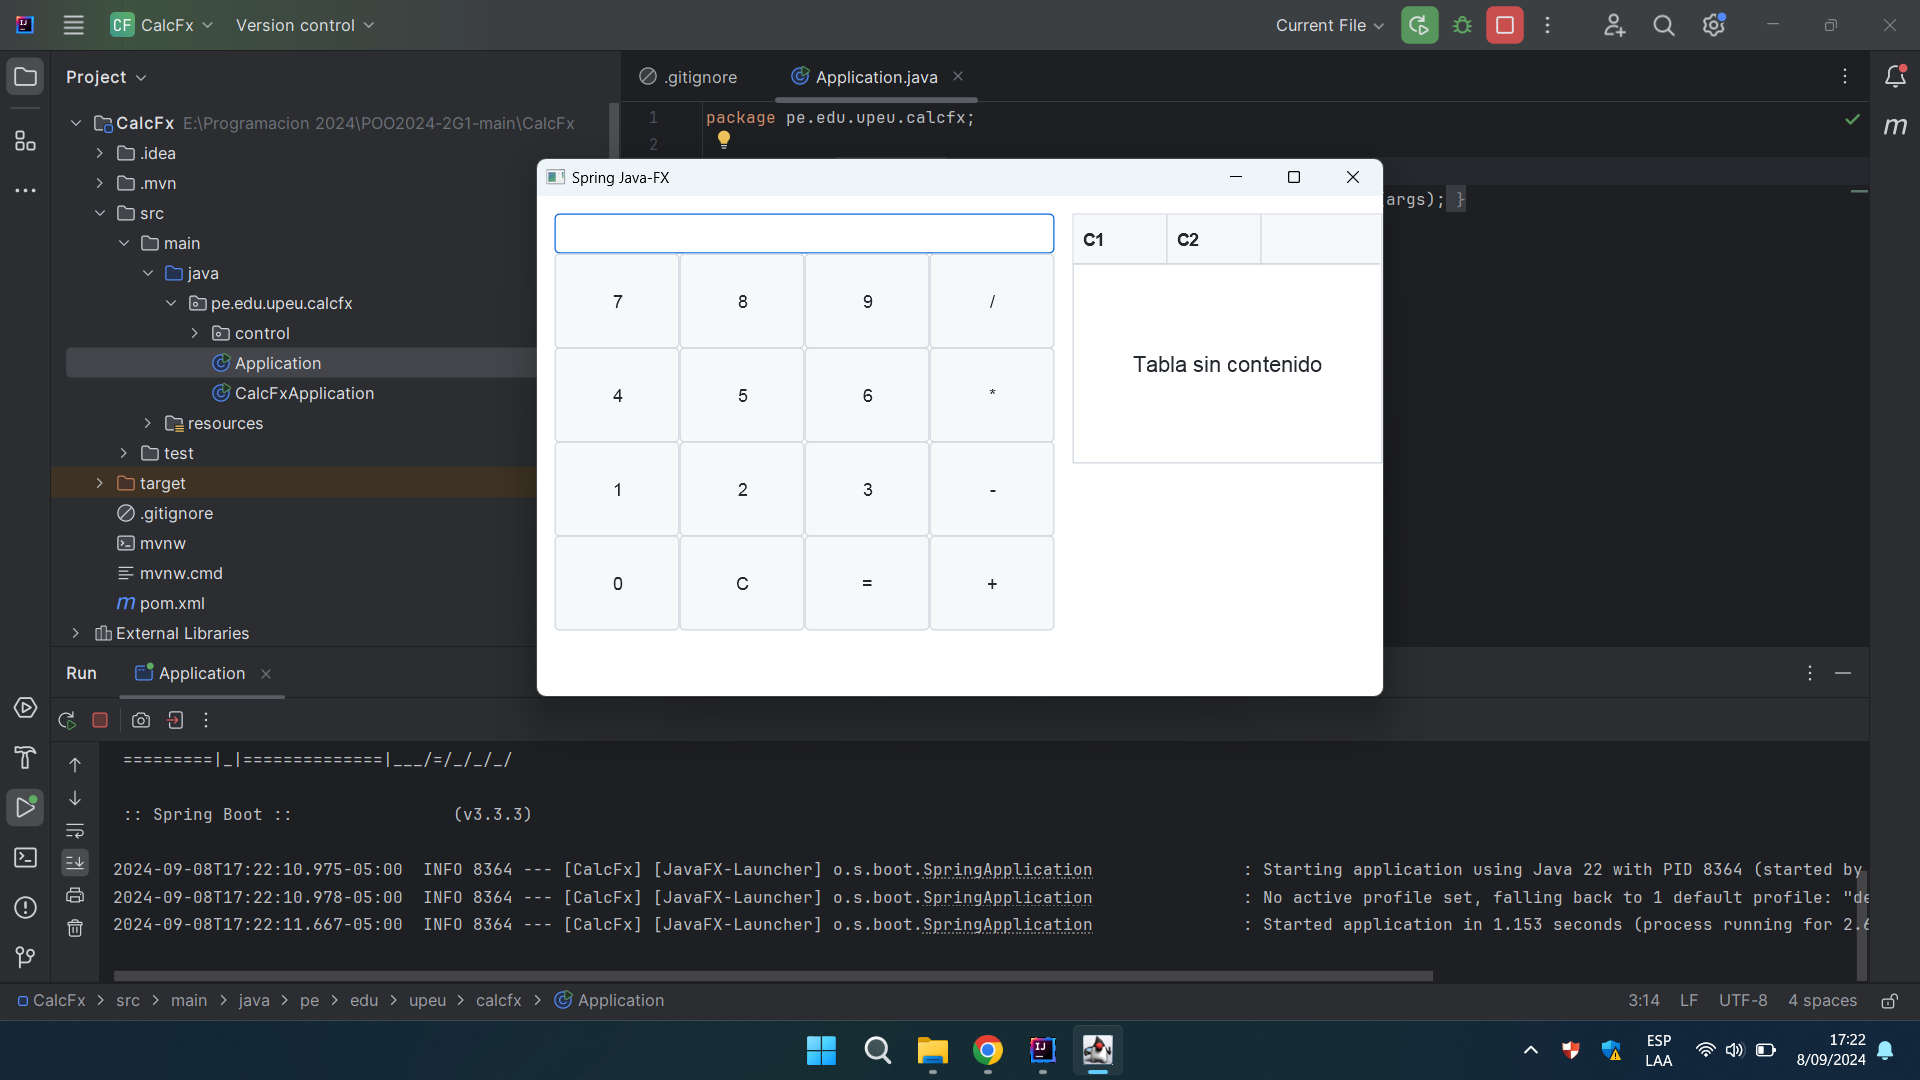 CF CalcFx Version control Current File
Project
.gitignore Application.java
CalcFx E:\Programacion 2024\POO2024-2G1-main\CalcFx
.idea
.mvn
src
main
java
pe.edu.upeu.calcfx
control
Application
CalcFxApplication
resources
test
target
.gitignore
mvnw
mvnw.cmd
m pom.xml
External Libraries
1 package pe.edu.upeu.calcfx;
2
args); }
m
Spring Java-FX
C1 C2
Tabla sin contenido
7 8 9 /
4 5 6 *
1 2 3 -
0 C = +
Run Application
=========|_|==============|___/=/_/_/_/
:: Spring Boot :: (v3.3.3)
2024-09-08T17:22:10.975-05:00 INFO 8364 --- [CalcFx] [JavaFX-Launcher] o.s.boot.SpringApplication : Starting application using Java 22 with PID 8364 (started by
2024-09-08T17:22:10.978-05:00 INFO 8364 --- [CalcFx] [JavaFX-Launcher] o.s.boot.SpringApplication : No active profile set, falling back to 1 default profile: "de
2024-09-08T17:22:11.667-05:00 INFO 8364 --- [CalcFx] [JavaFX-Launcher] o.s.boot.SpringApplication : Started application in 1.153 seconds (process running for 2.6
CalcFx > src > main > java > pe > edu > upeu > calcfx > Application
3:14 LF UTF-8 4 spaces
ESP
LAA
17:22
8/09/2024